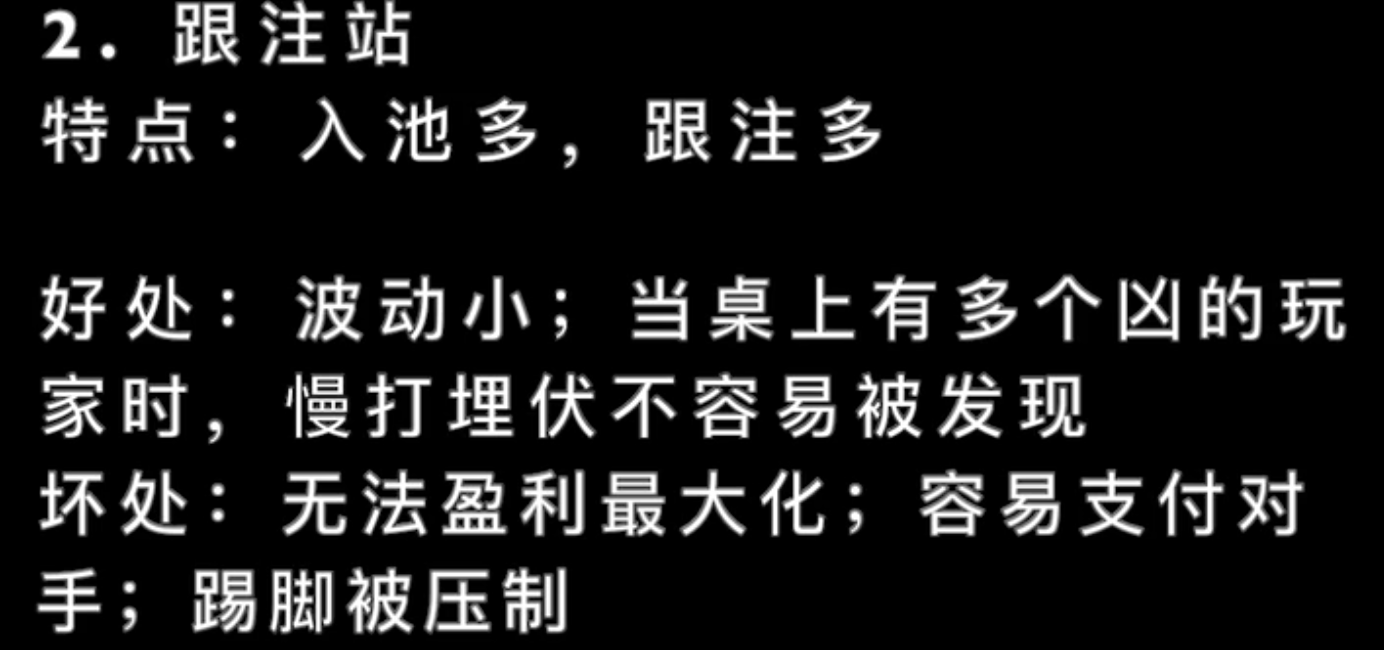 2. 跟注站
特点：入池多，跟注多
好处：波动小；当桌上有多个凶的玩
家时，慢打埋伏不容易被发现
坏处：无法盈利最大化；容易支付对
手；踢脚被压制